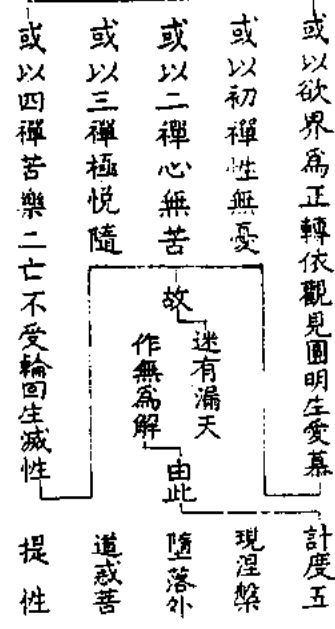 或以欲界為正轉依觀見圓明生愛慕
或以初禪性無憂
或以二禪心無苦
或以三禪極悅隨
或以四禪苦樂二亡不受輪回生滅性
故
迷有漏天
作無為解
由此
計度五
現涅槃
墮落外
道惑菩
提性